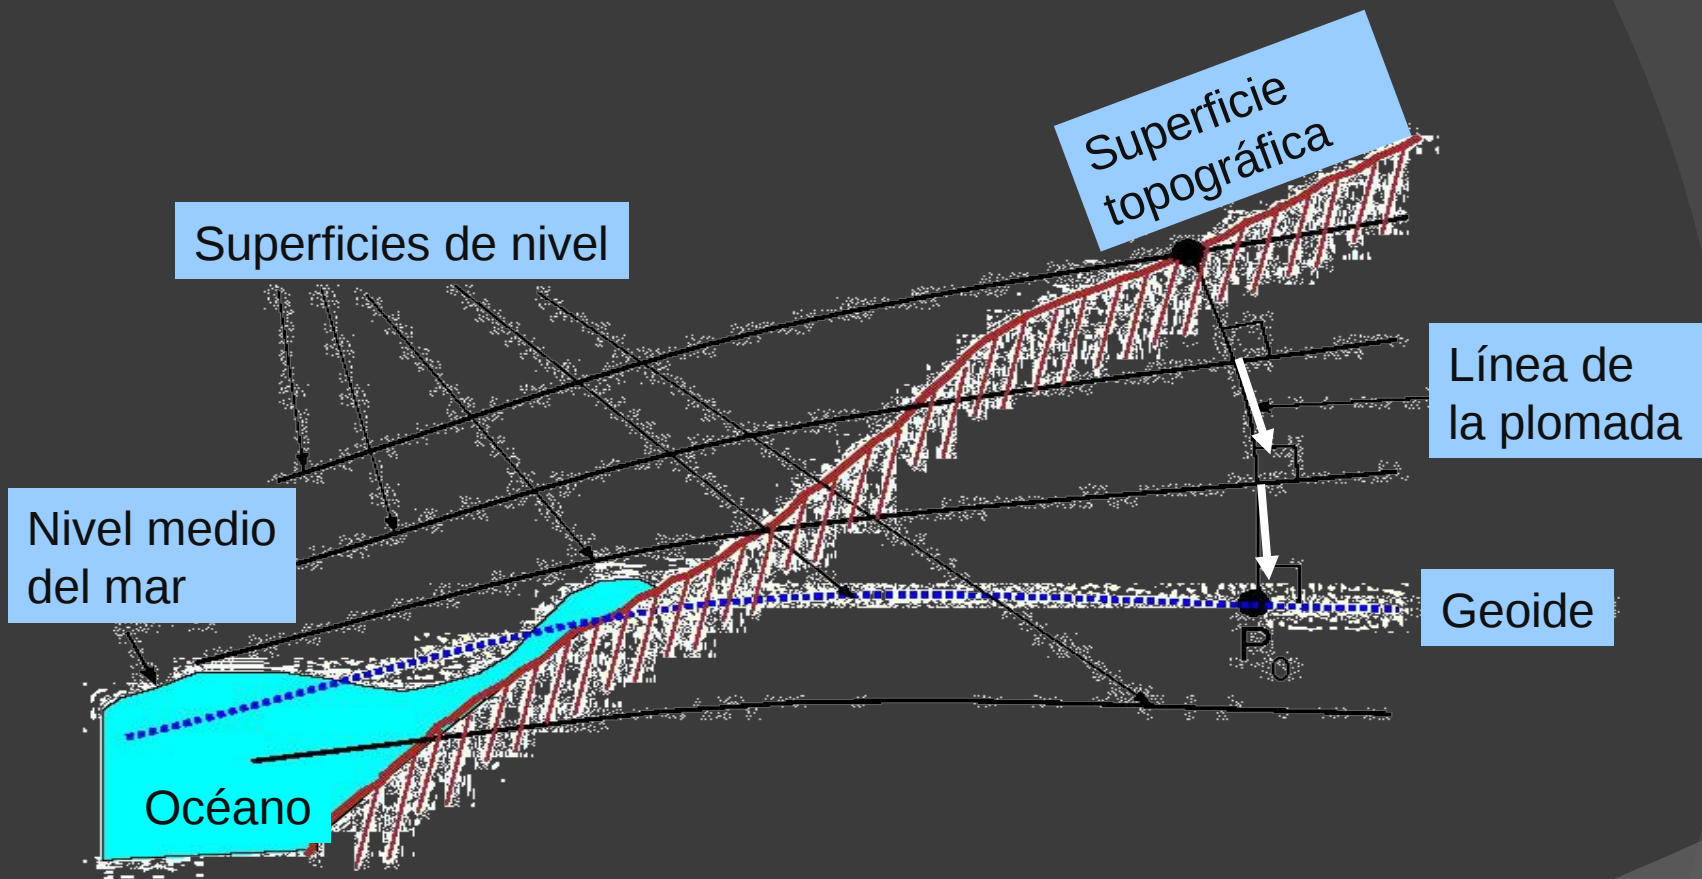 Superficie
topográfica
Superficies de nivel
Línea de
la plomada
Nivel medio
del mar
Geoide
P0
Océano